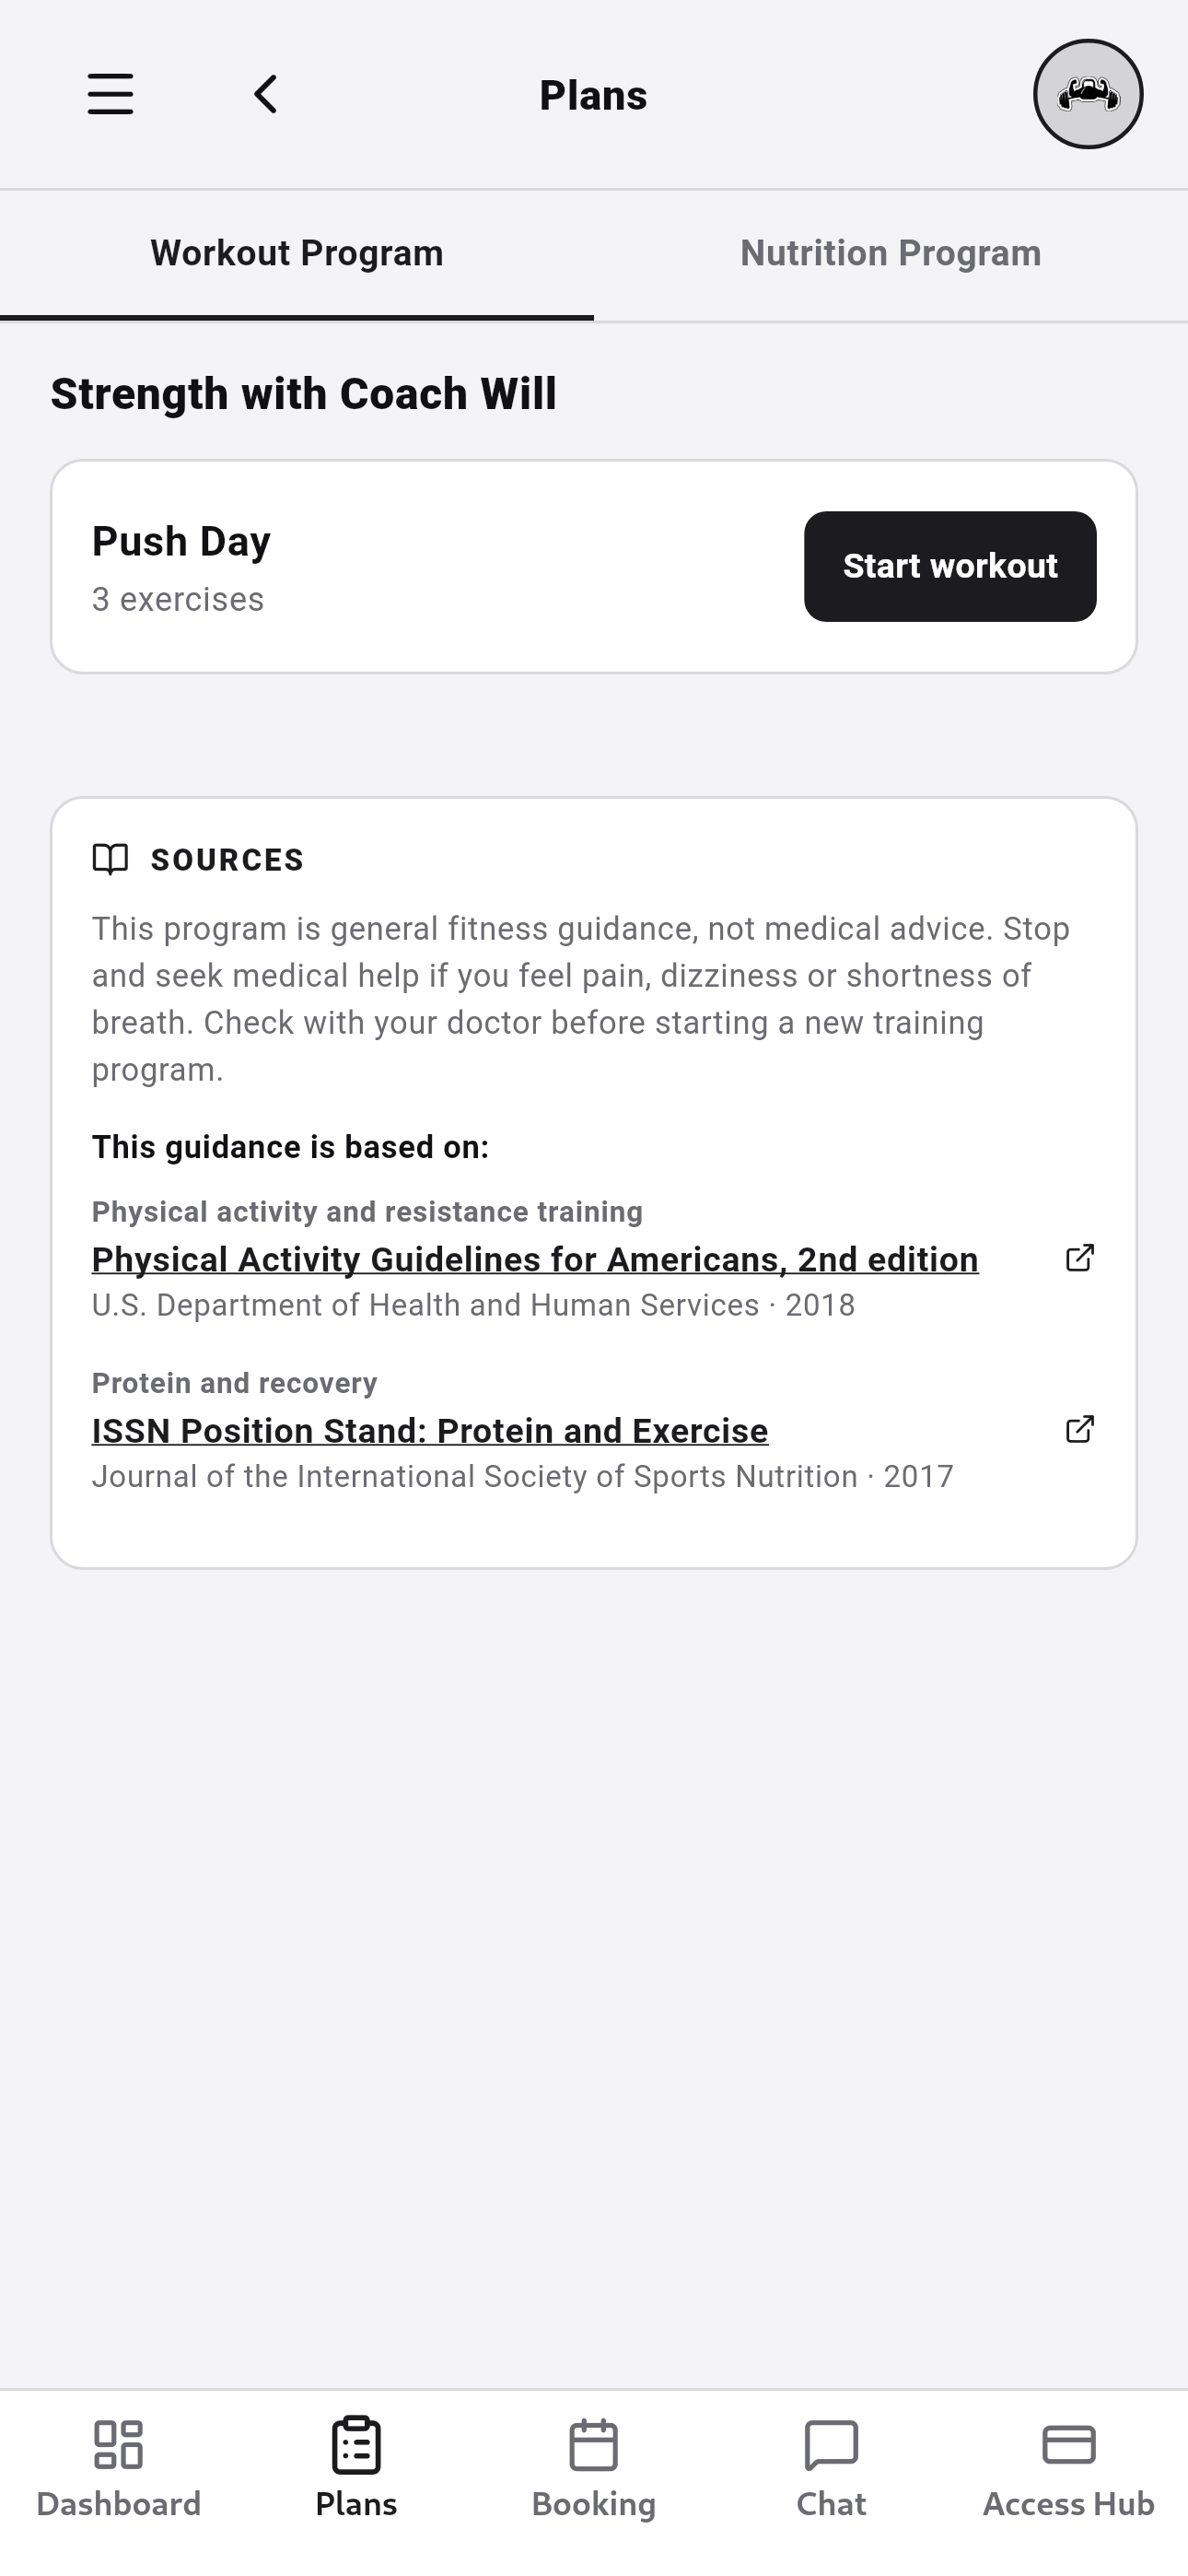 Plans
Workout Program
Nutrition Program
Strength with Coach Will
Push Day
3 exercises
Start workout
SOURCES
This program is general fitness guidance, not medical advice. Stop
and seek medical help if you feel pain, dizziness or shortness of
breath. Check with your doctor before starting a new training
program.
This guidance is based on:
Physical activity and resistance training
Physical Activity Guidelines for Americans, 2nd edition
U.S. Department of Health and Human Services · 2018
Protein and recovery
ISSN Position Stand: Protein and Exercise
Journal of the International Society of Sports Nutrition · 2017
Dashboard
Plans
Booking
Chat
Access Hub